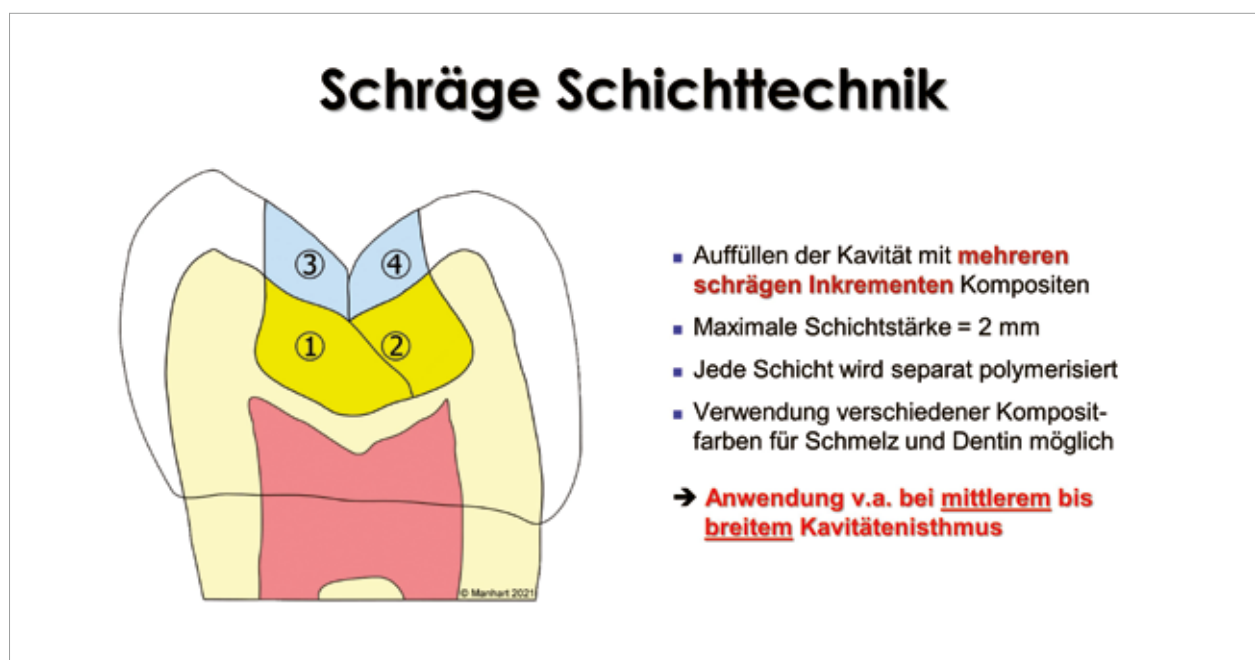 Schräge Schichttechnik
③ ④
① ②
© Manhart 2021
▪ Auffüllen der Kavität mit mehreren
schrägen Inkrementen Kompositen
▪ Maximale Schichtstärke = 2 mm
▪ Jede Schicht wird separat polymerisiert
▪ Verwendung verschiedener Komposit-
farben für Schmelz und Dentin möglich
➔ Anwendung v.a. bei mittlerem bis
breitem Kavitätenisthmus